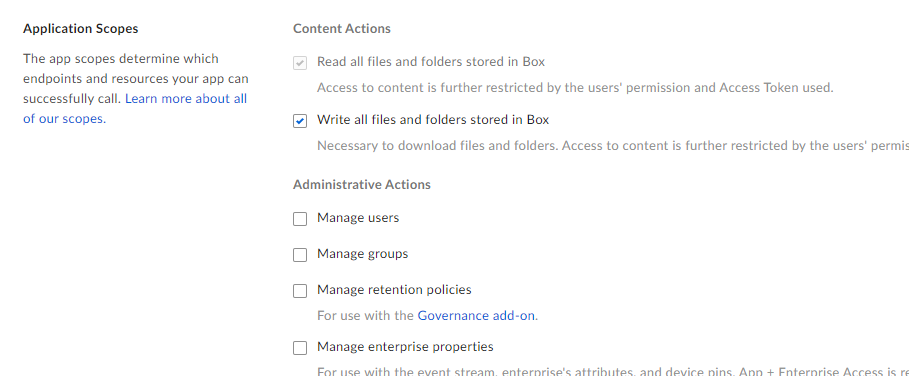 Application Scopes
The app scopes determine which
endpoints and resources your app can
successfully call. Learn more about all
of our scopes.
Content Actions
Read all files and folders stored in Box
Access to content is further restricted by the users' permission and Access Token used.
Write all files and folders stored in Box
Necessary to download files and folders. Access to content is further restricted by the users'
Administrative Actions
Manage users
Manage groups
Manage retention policies
For use with the Governance add-on.
Manage enterprise properties
For use with the event stream, enterprise's attributes, and device pins. App + Enterprise Access is